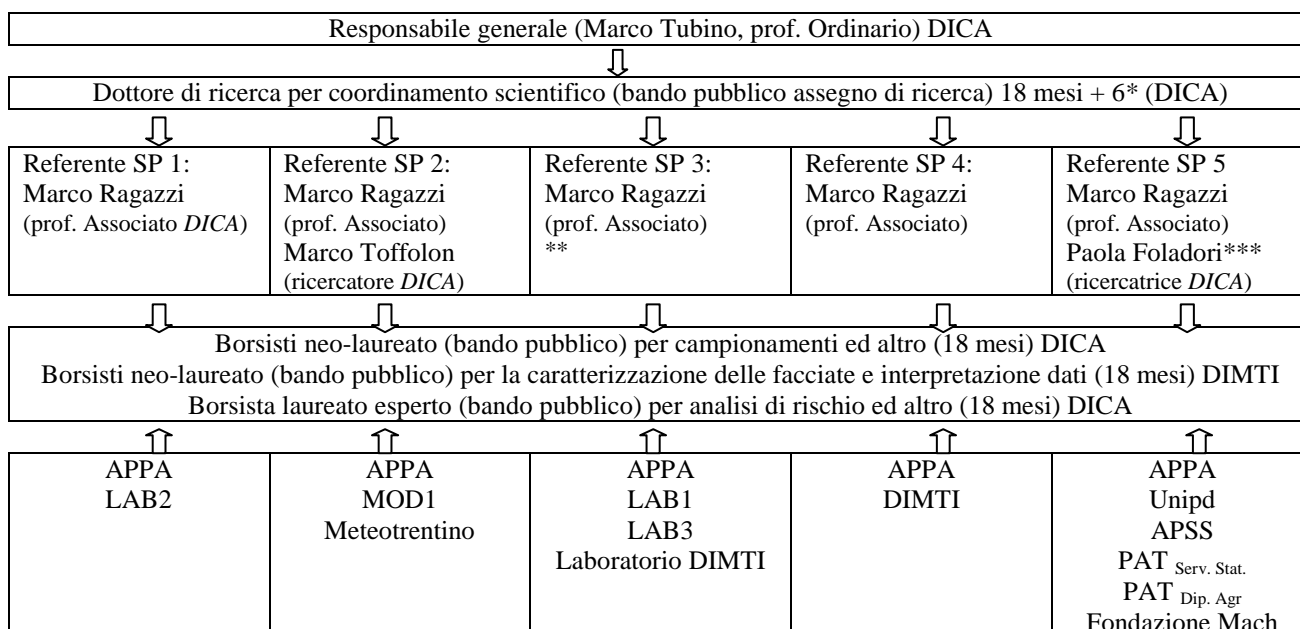 Responsabile generale (Marco Tubino, prof. Ordinario) DICA
Dottore di ricerca per coordinamento scientifico (bando pubblico assegno di ricerca) 18 mesi + 6* (DICA)
Referente SP 1:
Marco Ragazzi
(prof. Associato DICA)
Referente SP 2:
Marco Ragazzi
(prof. Associato)
Marco Toffolon
(ricercatore DICA)
Referente SP 3:
Marco Ragazzi
(prof. Associato)
**
Referente SP 4:
Marco Ragazzi
(prof. Associato)
Referente SP 5
Marco Ragazzi
(prof. Associato)
Paola Foladori***
(ricercatrice DICA)
Borsisti neo-laureato (bando pubblico) per campionamenti ed altro (18 mesi) DICA
Borsisti neo-laureato (bando pubblico) per la caratterizzazione delle facciate e interpretazione dati (18 mesi) DIMTI
Borsista laureato esperto (bando pubblico) per analisi di rischio ed altro (18 mesi) DICA
APPA
LAB2
APPA
MOD1
Meteotrentino
APPA
LAB1
LAB3
Laboratorio DIMTI
APPA
DIMTI
APPA
Unipd
APSS
PAT Serv. Stat.
PAT Dip. Agr
Fondazione Mach